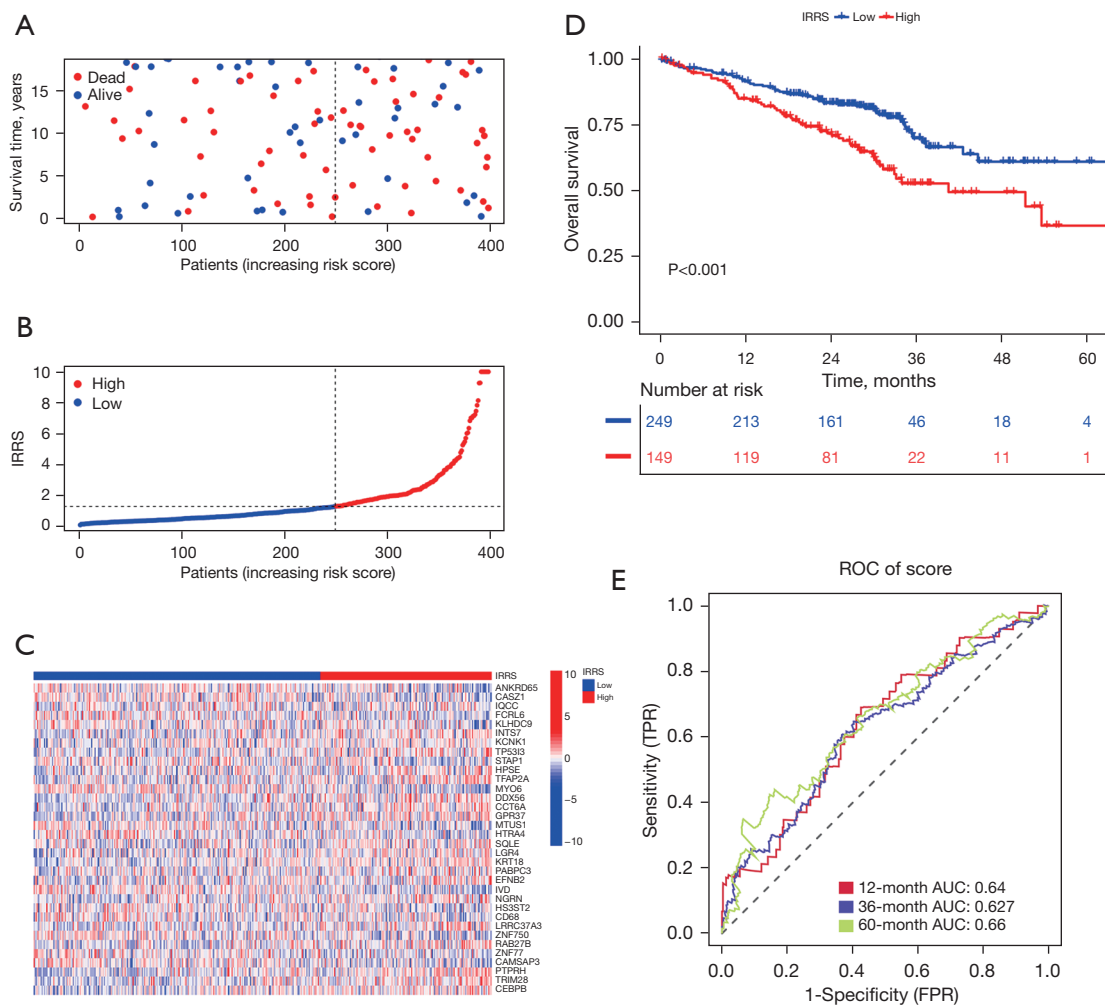 A
Survival time, years
15
10
5
0
Dead
Alive
0 100 200 300 400
Patients (increasing risk score)
B
IRRS
10
8
6
4
2
0
High
Low
0 100 200 300 400
Patients (increasing risk score)
C
IRRS
ANKRD65
CASZ1
IQCC
FCRL6
KLHDC9
INTS7
KCNK1
TP53I3
STAP1
HPSE
TFAP2A
MYO6
DDX56
CCT6A
GPR37
MTUS1
HTRA4
SQLE
LGR4
KRT18
PABPC3
EFNB2
IVD
NGRN
HS3ST2
CD68
LRRC37A3
ZNF750
RAB27B
ZNF77
CAMSAP3
PTPRH
TRIM28
CEBPB
10
5
0
−5
−10
IRRS
Low
High
D
IRRS Low High
Overall survival
1.00
0.75
0.50
0.25
0.00
P<0.001
0 12 24 36 48 60
Time, months
Number at risk
249 213 161 46 18 4
149 119 81 22 11 1
E
ROC of score
Sensitivity (TPR)
1.0
0.8
0.6
0.4
0.2
0.0
12-month AUC: 0.64
36-month AUC: 0.627
60-month AUC: 0.66
0.0 0.2 0.4 0.6 0.8 1.0
1-Specificity (FPR)